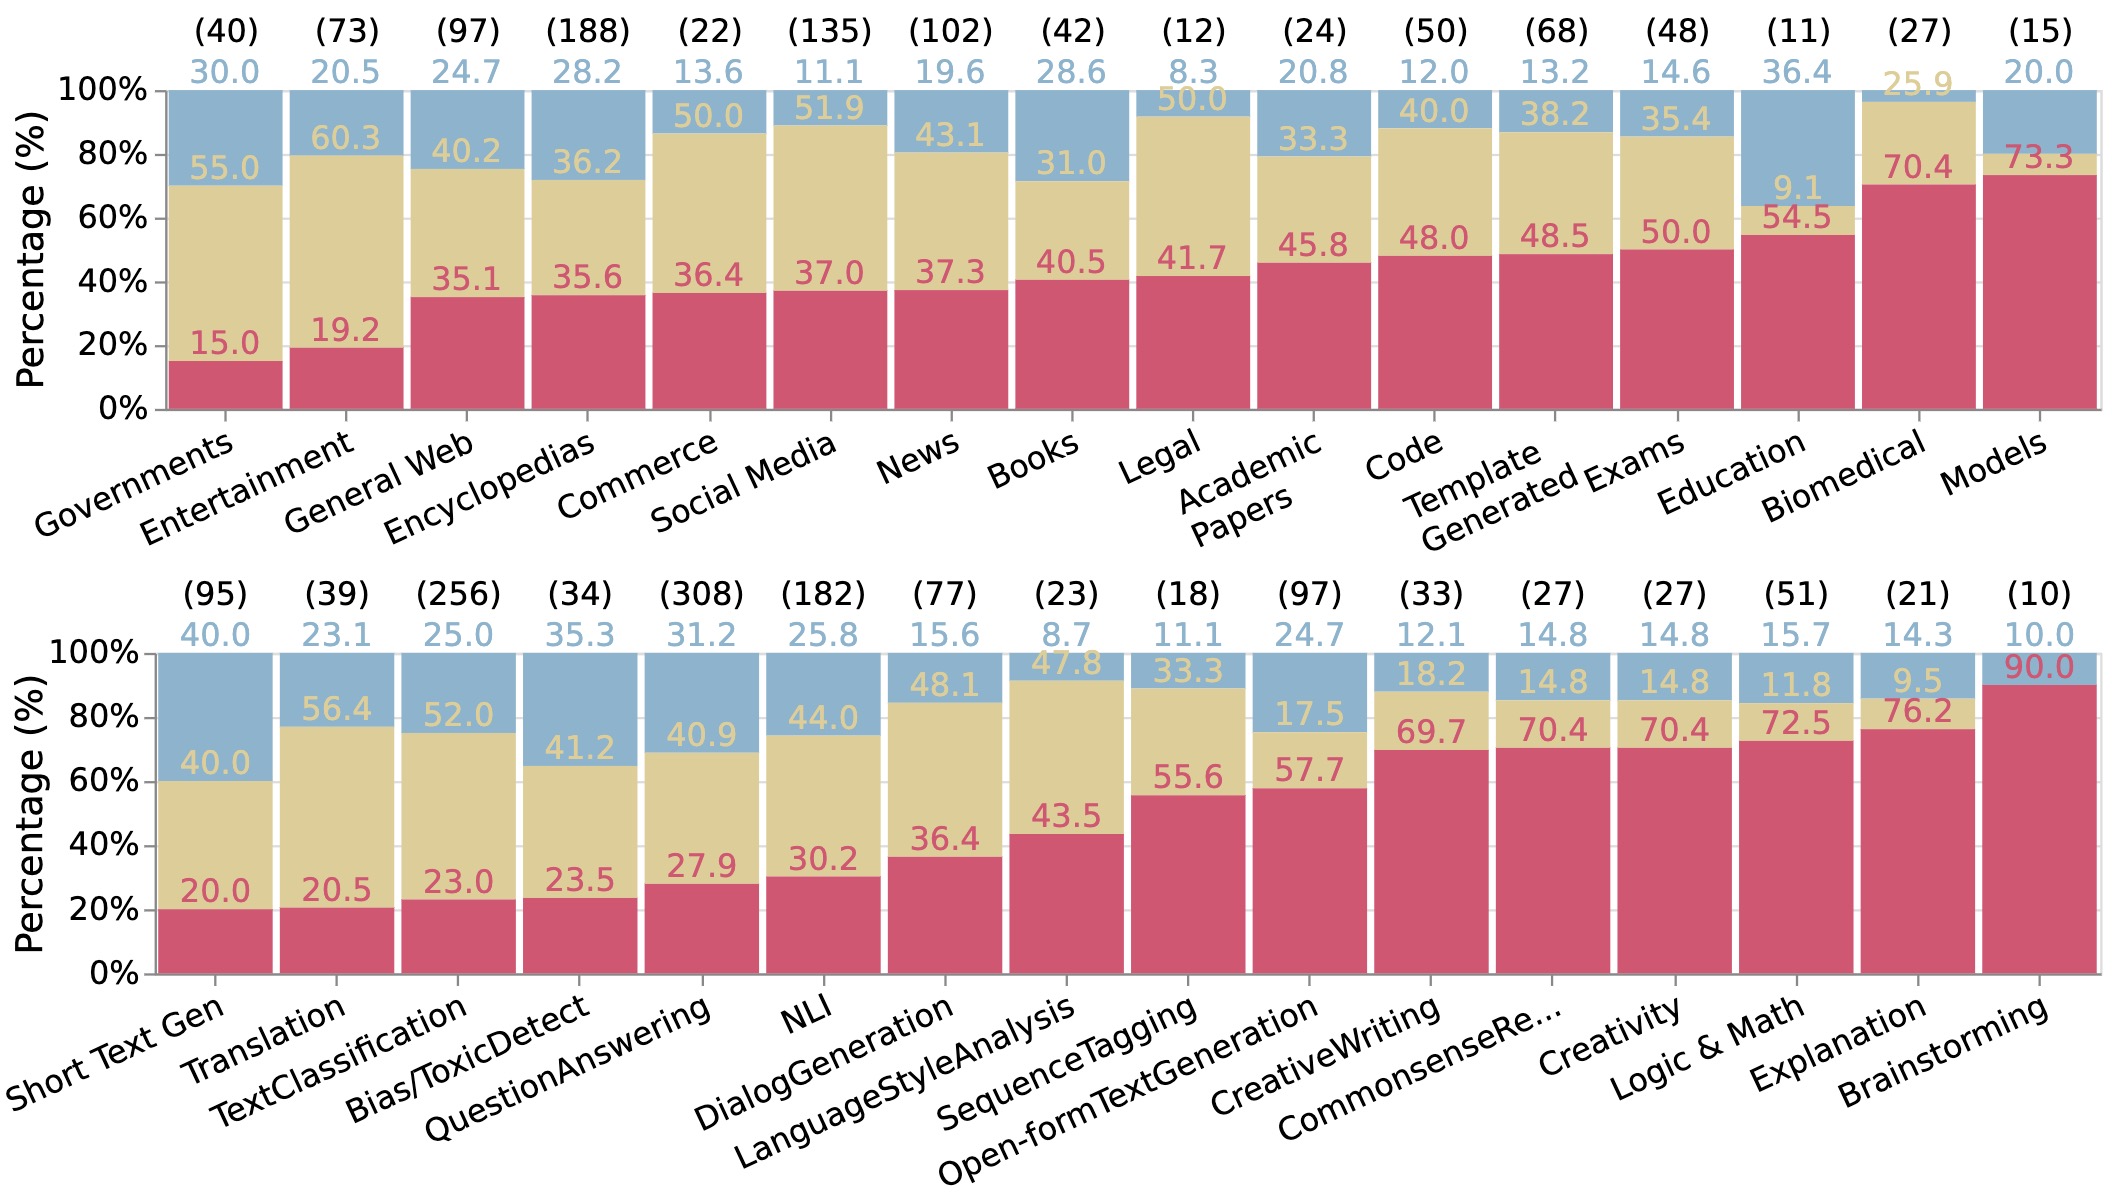 (40) (73) (97) (188) (22) (135) (102) (42) (12) (24) (50) (68) (48) (11) (27) (15)
30.0 20.5 24.7 28.2 13.6 11.1 19.6 28.6 8.3 20.8 12.0 13.2 14.6 36.4 20.0
55.0 60.3 40.2 36.2 50.0 51.9 43.1 31.0 50.0 33.3 40.0 38.2 35.4 9.1 25.9
15.0 19.2 35.1 35.6 36.4 37.0 37.3 40.5 41.7 45.8 48.0 48.5 50.0 54.5 70.4 73.3
Percentage (%)
100%
80%
60%
40%
20%
0%
Governments
Entertainment
General Web
Encyclopedias
Commerce
Social Media
News
Books
Legal
Academic
Papers
Code
Template
Generated
Exams
Education
Biomedical
Models
(95) (39) (256) (34) (308) (182) (77) (23) (18) (97) (33) (27) (27) (51) (21) (10)
40.0 23.1 25.0 35.3 31.2 25.8 15.6 8.7 11.1 24.7 12.1 14.8 14.8 15.7 14.3 10.0
40.0 56.4 52.0 41.2 40.9 44.0 48.1 47.8 33.3 17.5 18.2 14.8 14.8 11.8 9.5
20.0 20.5 23.0 23.5 27.9 30.2 36.4 43.5 55.6 57.7 69.7 70.4 70.4 72.5 76.2 90.0
Percentage (%)
100%
80%
60%
40%
20%
0%
Short Text Gen
Translation
TextClassification
Bias/ToxicDetect
QuestionAnswering
NLI
DialogGeneration
LanguageStyleAnalysis
SequenceTagging
Open-formTextGeneration
CreativeWriting
CommonsenseRe...
Creativity
Logic & Math
Explanation
Brainstorming